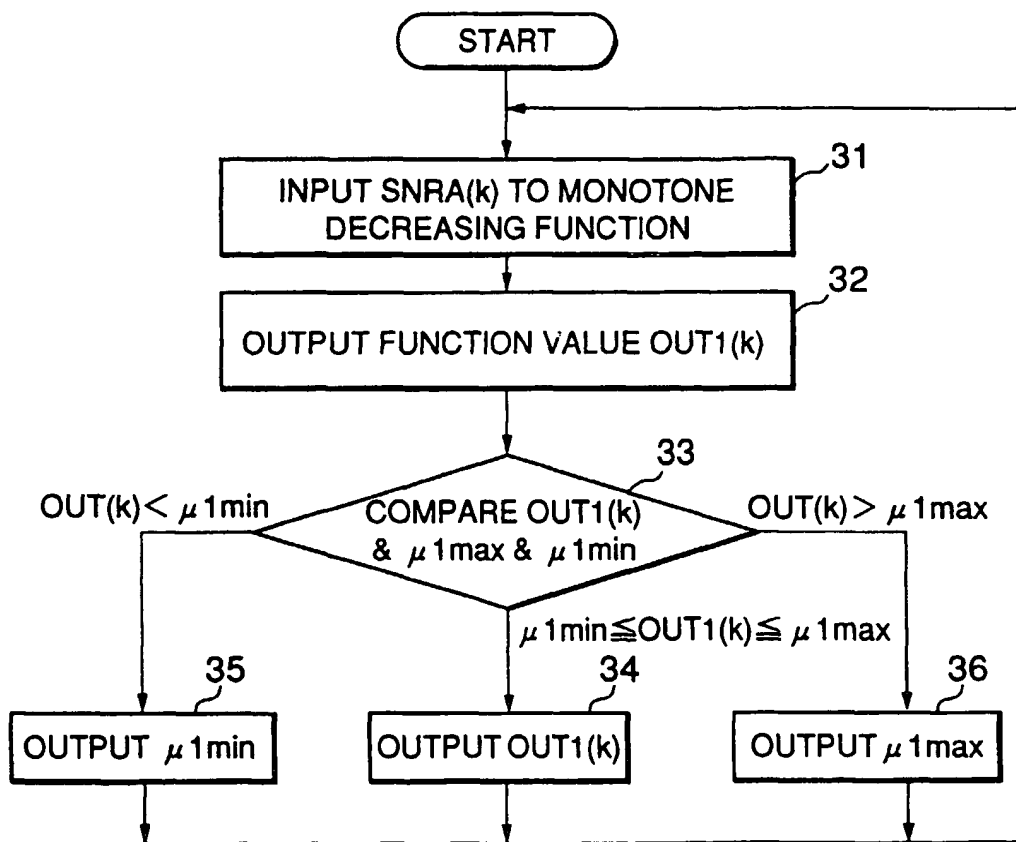 START
31
INPUT SNRA(k) TO MONOTONE
DECREASING FUNCTION
32
OUTPUT FUNCTION VALUE OUT1(k)
33
OUT(k)< μ1min
COMPARE OUT1(k)
& μ1max & μ1min
OUT(k)> μ1max
μ1min≦OUT1(k)≦ μ1max
35
34
36
OUTPUT μ1min
OUTPUT OUT1(k)
OUTPUT μ1max